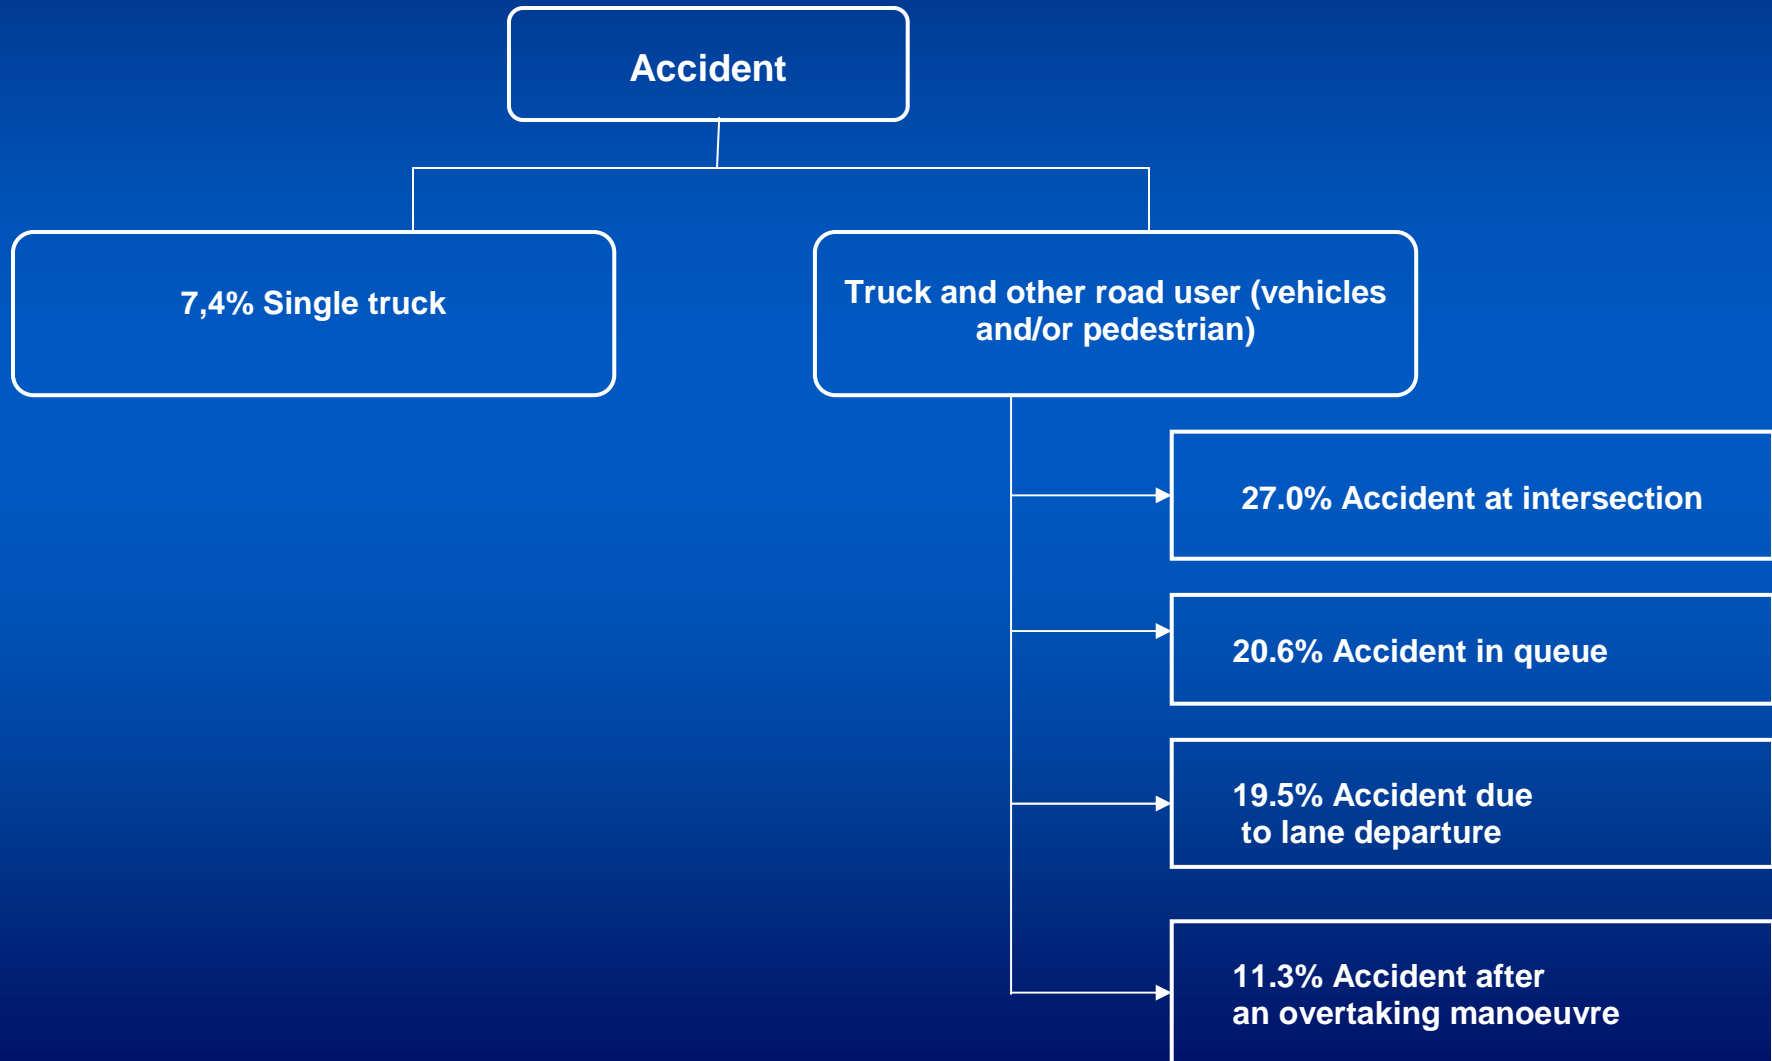 Accident
7,4% Single truck
Truck and other road user (vehicles
and/or pedestrian)
27.0% Accident at intersection
20.6% Accident in queue
19.5% Accident due
to lane departure
11.3% Accident after
an overtaking manoeuvre